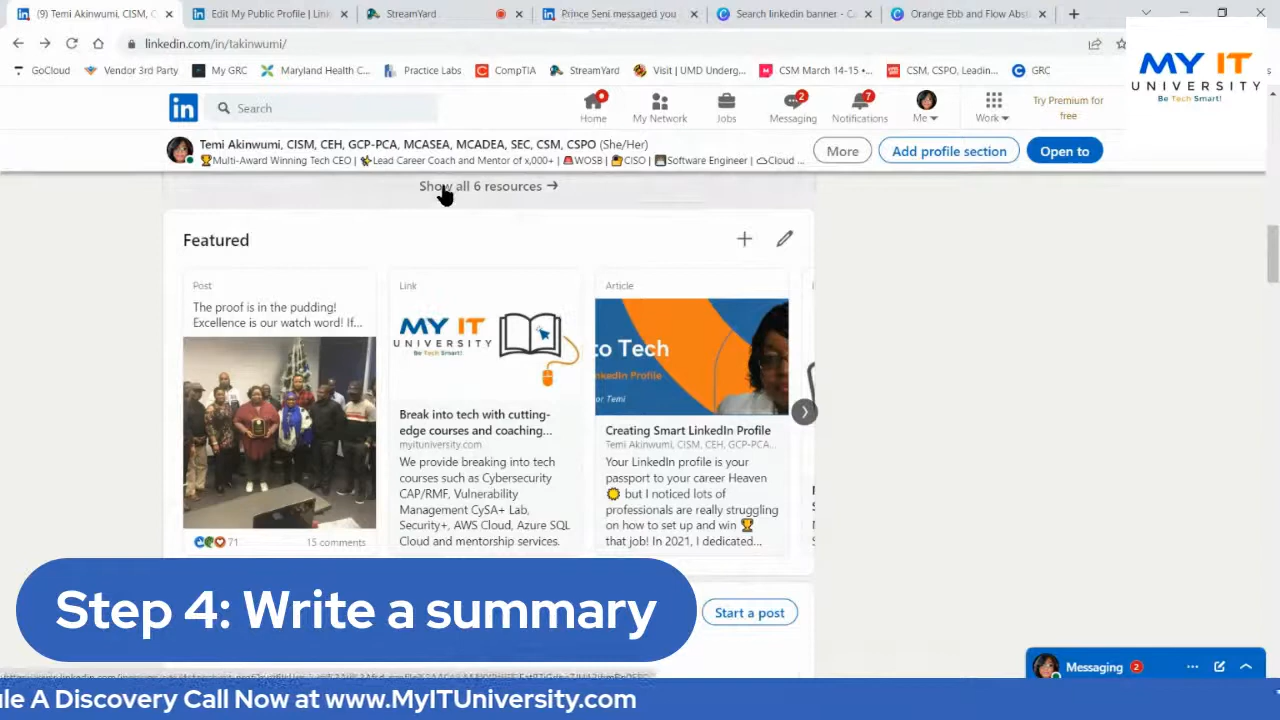 (9) Temi Akinwumi, CISM, C
Edit My Public Profile | Link
StreamYard
Prince Seni messaged you
Search linkedin banner - Ca
Orange Ebb and Flow Abst
linkedin.com/in/takinwumi/
GoCloud
Vendor 3rd Party
My GRC
Maryland Health C...
Practice Labs
CompTIA
StreamYard
Visit | UMD Underg...
CSM March 14-15 •...
CSM, CSPO, Leadin...
GRC
MY IT
UNIVERSITY
Be Tech Smart!
in
Search
Home
My Network
Jobs
2
Messaging
7
Notifications
Me
Work
Try Premium for
free
Temi Akinwumi, CISM, CEH, GCP-PCA, MCASEA, MCADEA, SEC, CSM, CSPO (She/Her)
🏆Multi-Award Winning Tech CEO | ✨Lead Career Coach and Mentor of x,000+ | WOSB | CISO | Software Engineer | Cloud ...
More
Add profile section
Open to
Show all 6 resources →
Featured
Post
The proof is in the pudding!
Excellence is our watch word! If...
71
15 comments
Link
MY IT
UNIVERSITY
Be Tech Smart!
Break into tech with cutting-
edge courses and coaching...
myituniversity.com
We provide breaking into tech
courses such as Cybersecurity
CAP/RMF, Vulnerability
Management CySA+ Lab,
Security+, AWS Cloud, Azure SQL
Cloud and mentorship services.
Article
to Tech
nkedin Profile
or Temi
Creating Smart LinkedIn Profile
Temi Akinwumi, CISM, CEH, GCP-PCA...
Your LinkedIn profile is your
passport to your career Heaven
but I noticed lots of
professionals are really struggling
on how to set up and win 🏆
that job! In 2021, I dedicated...
Step 4: Write a summary
Start a post
Messaging 2
le A Discovery Call Now at www.MyITUniversity.com